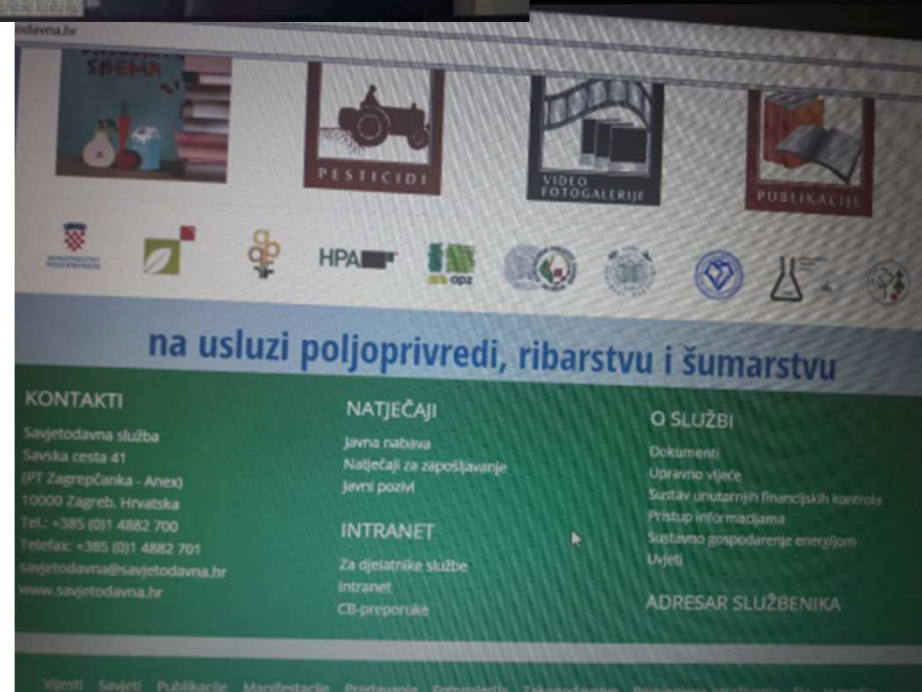 odavna.hr
SHEMA
PESTICIDI
VIDEO
FOTOGALERIJE
PUBLIKACIJE
MINISTARSTVO
POLJOPRIVREDE
HPA
apz
na usluzi poljoprivredi, ribarstvu i šumarstvu
KONTAKTI
Savjetodavna služba
Savska cesta 41
(PT Zagrepčanka - Anex)
10000 Zagreb, Hrvatska
Tel.: +385 (0)1 4882 700
Telefax: +385 (0)1 4882 701
savjetodavna@savjetodavna.hr
www.savjetodavna.hr
NATJEČAJI
Javna nabava
Natječaji za zapošljavanje
Javni pozivi
INTRANET
Za djelatnike službe
Intranet
CB-preporuke
O SLUŽBI
Dokumenti
Upravno vijeće
Sustav unutarnjih financijskih kontrola
Pristup informacijama
Sustavno gospodarenje energijom
Uvjeti
ADRESAR SLUŽBENIKA
Vijesti Savjeti Publikacije Manifestacije Predavanja